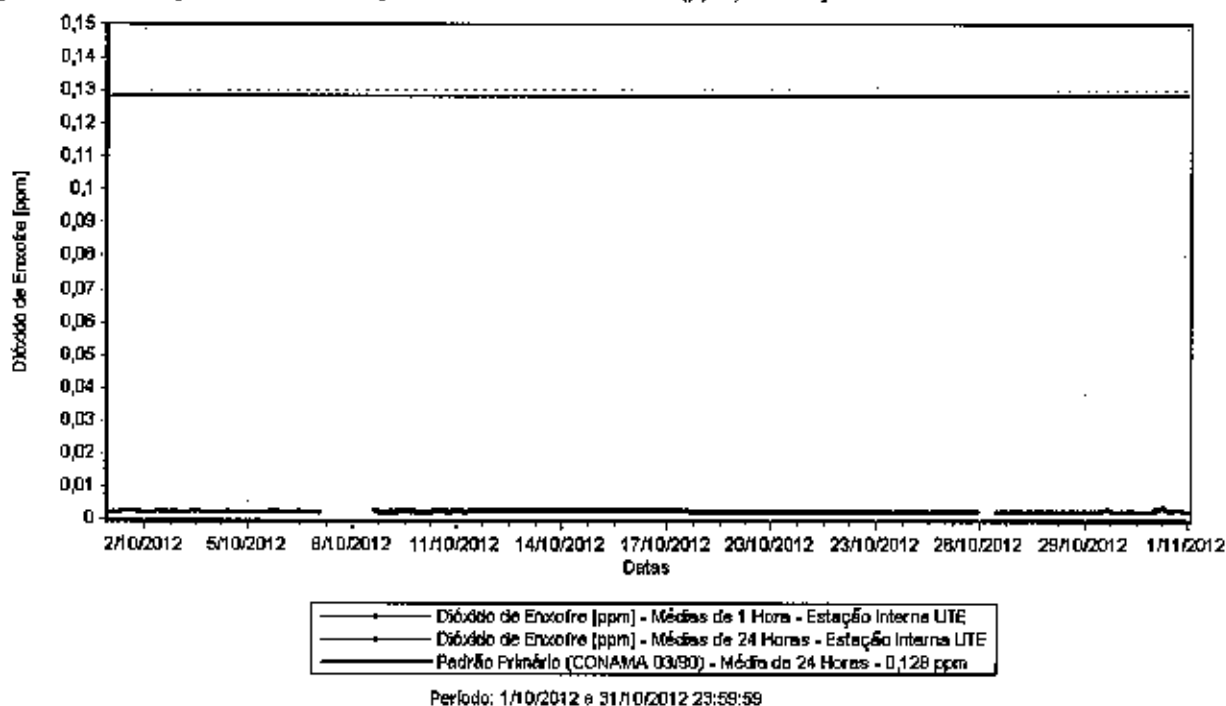 0,15
0,14
0,13
0,12
0,11
0,1
0,09
0,08
0,07
0,06
0,05
0,04
0,03
0,02
0,01
0
Dióxido de Enxofre [ppm]
2/10/2012 5/10/2012 8/10/2012 11/10/2012 14/10/2012 17/10/2012 20/10/2012 23/10/2012 26/10/2012 29/10/2012 1/11/2012
Datas
Dióxido de Enxofre [ppm] - Médias de 1 Hora - Estação Interna UTE
Dióxido de Enxofre [ppm] - Médias de 24 Horas - Estação Interna UTE
Padrão Primário (CONAMA 03/90) - Média de 24 Horas - 0,128 ppm
Período: 1/10/2012 e 31/10/2012 23:59:59